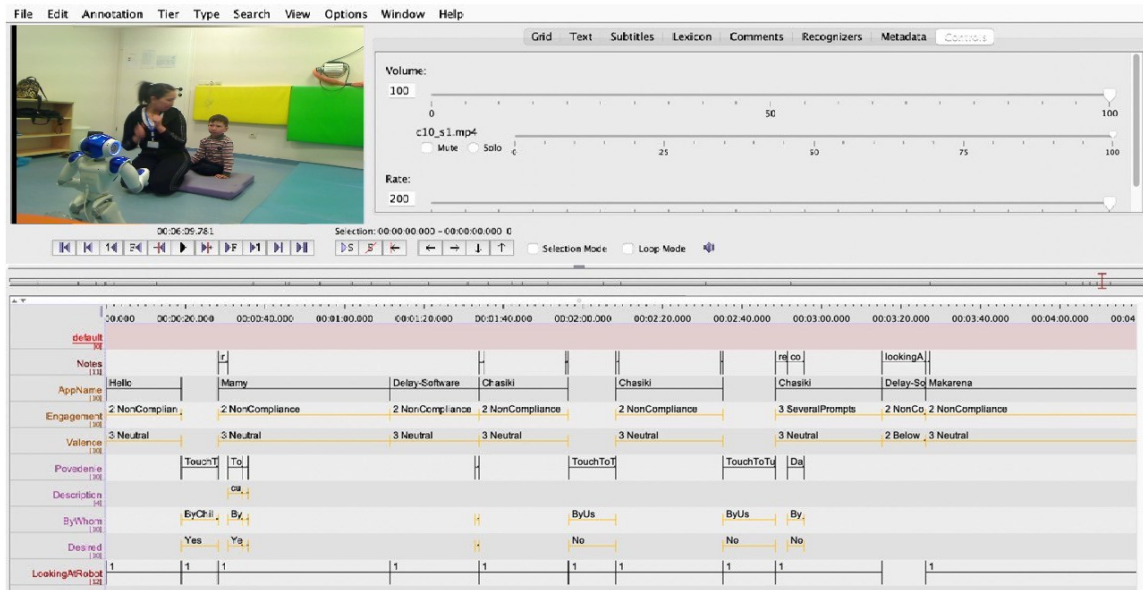 File Edit Annotation Tier Type Search View Options Window Help
Grid Text Subtitles Lexicon Comments Recognizers Metadata Controls
Volume:
100
0 50 100
c10_s1.mp4
Mute Solo 0 25 50 75 100
Rate:
200
00:06:09.781
Selection: 00:00:00.000 - 00:00:00.000 0
Selection Mode Loop Mode
00:00:20.000 00:00:40.000 00:01:00.000 00:01:20.000 00:01:40.000 00:02:00.000 00:02:20.000 00:02:40.000 00:03:00.000 00:03:20.000 00:03:40.000 00:04:00.000 00:04
default
Notes r re co lookingA
AppName Hello Mamy Delay-Software Chasiki Chasiki Chasiki Delay-So Makarena
Engagement 2 NonComplian 2 NonCompliance 2 NonCompliance 2 NonCompliance 2 NonCompliance 3 SeveralPrompts 2 NonCo 2 NonCompliance
Valence 3 Neutral 3 Neutral 3 Neutral 3 Neutral 3 Neutral 3 Neutral 2 Below 3 Neutral
Povedenie TouchT To TouchToT TouchToTu Da
Description cu
ByWhom ByChil By ByUs ByUs By
Desired Yes Ye No No No
LookingAtRobot 1 1 1 1 1 1 1 1 1 1